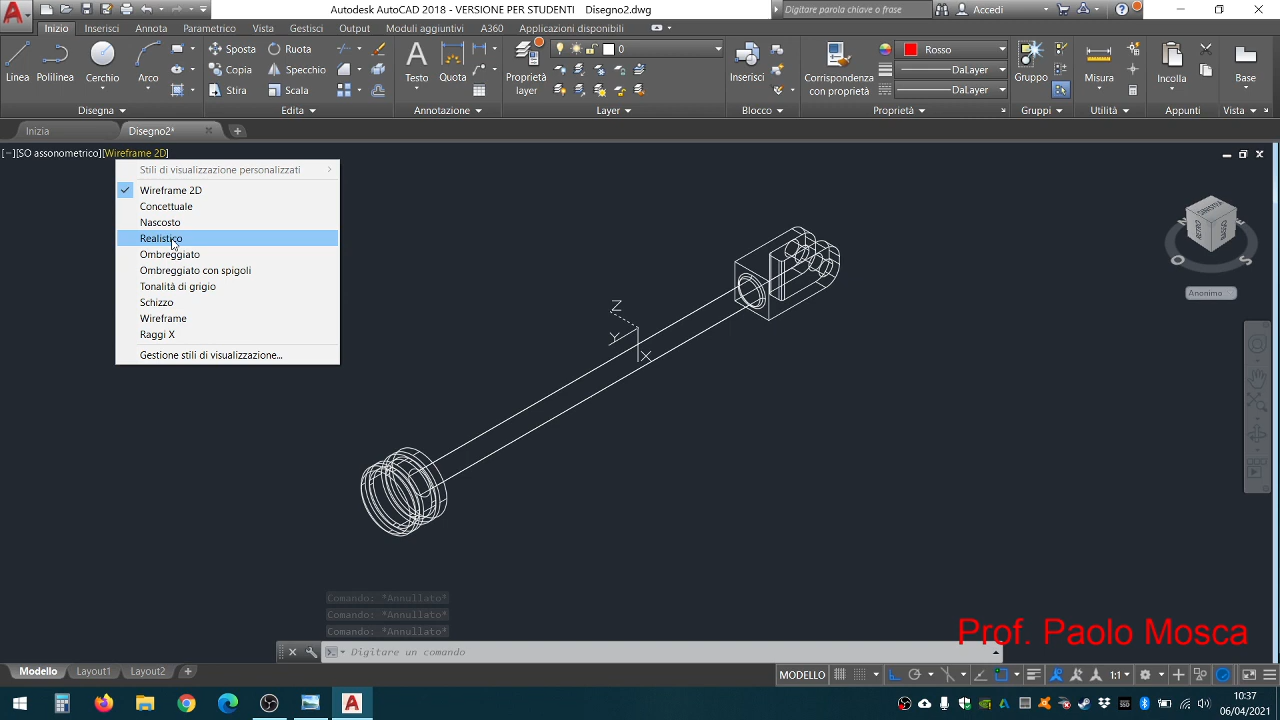 Autodesk AutoCAD 2018 - VERSIONE PER STUDENTI Disegno2.dwg
Digitare parola chiave o frase
Accedi
Inizio Inserisci Annota Parametrico Vista Gestisci Output Moduli aggiuntivi A360 Applicazioni disponibili
Linea Polilinea Cerchio Arco
Sposta Ruota
Copia Specchio
Stira Scala
Testo Quota
Proprietà layer
0
Inserisci
Corrispondenza con proprietà
Rosso
DaLayer
DaLayer
Gruppo
Misura
Incolla
Base
Disegna Edita Annotazione Layer Blocco Proprietà Gruppi Utilità Appunti Vista
Inizia Disegno2*
[−][SO assonometrico][Wireframe 2D]
Stili di visualizzazione personalizzati
Wireframe 2D
Concettuale
Nascosto
Realistico
Ombreggiato
Ombreggiato con spigoli
Tonalità di grigio
Schizzo
Wireframe
Raggi X
Gestione stili di visualizzazione...
Z
Y
X
O
S
Anonimo
Comando: *Annullato*
Comando: *Annullato*
Comando: *Annullato*
Digitare un comando
Prof. Paolo Mosca
Modello Layout1 Layout2
MODELLO
1:1
10:37
06/04/2021